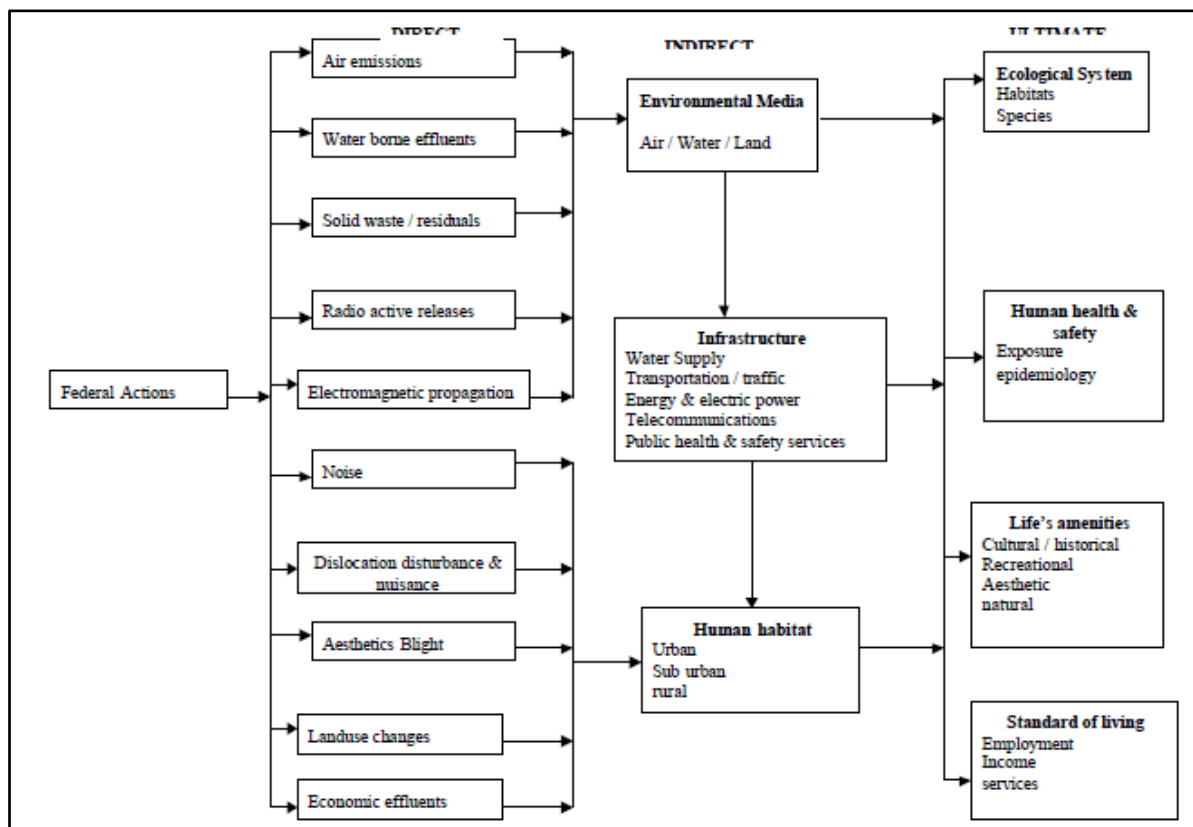 DIRECT
INDIRECT
ULTIMATE
Federal Actions
Air emissions
Water borne effluents
Solid waste / residuals
Radio active releases
Electromagnetic propagation
Noise
Dislocation disturbance &
nuisance
Aesthetics Blight
Landuse changes
Economic effluents
Environmental Media
Air / Water / Land
Infrastructure
Water Supply
Transportation / traffic
Energy & electric power
Telecommunications
Public health & safety services
Human habitat
Urban
Sub urban
rural
Ecological System
Habitats
Species
Human health &
safety
Exposure
epidemiology
Life's amenities
Cultural / historical
Recreational
Aesthetic
natural
Standard of living
Employment
Income
services